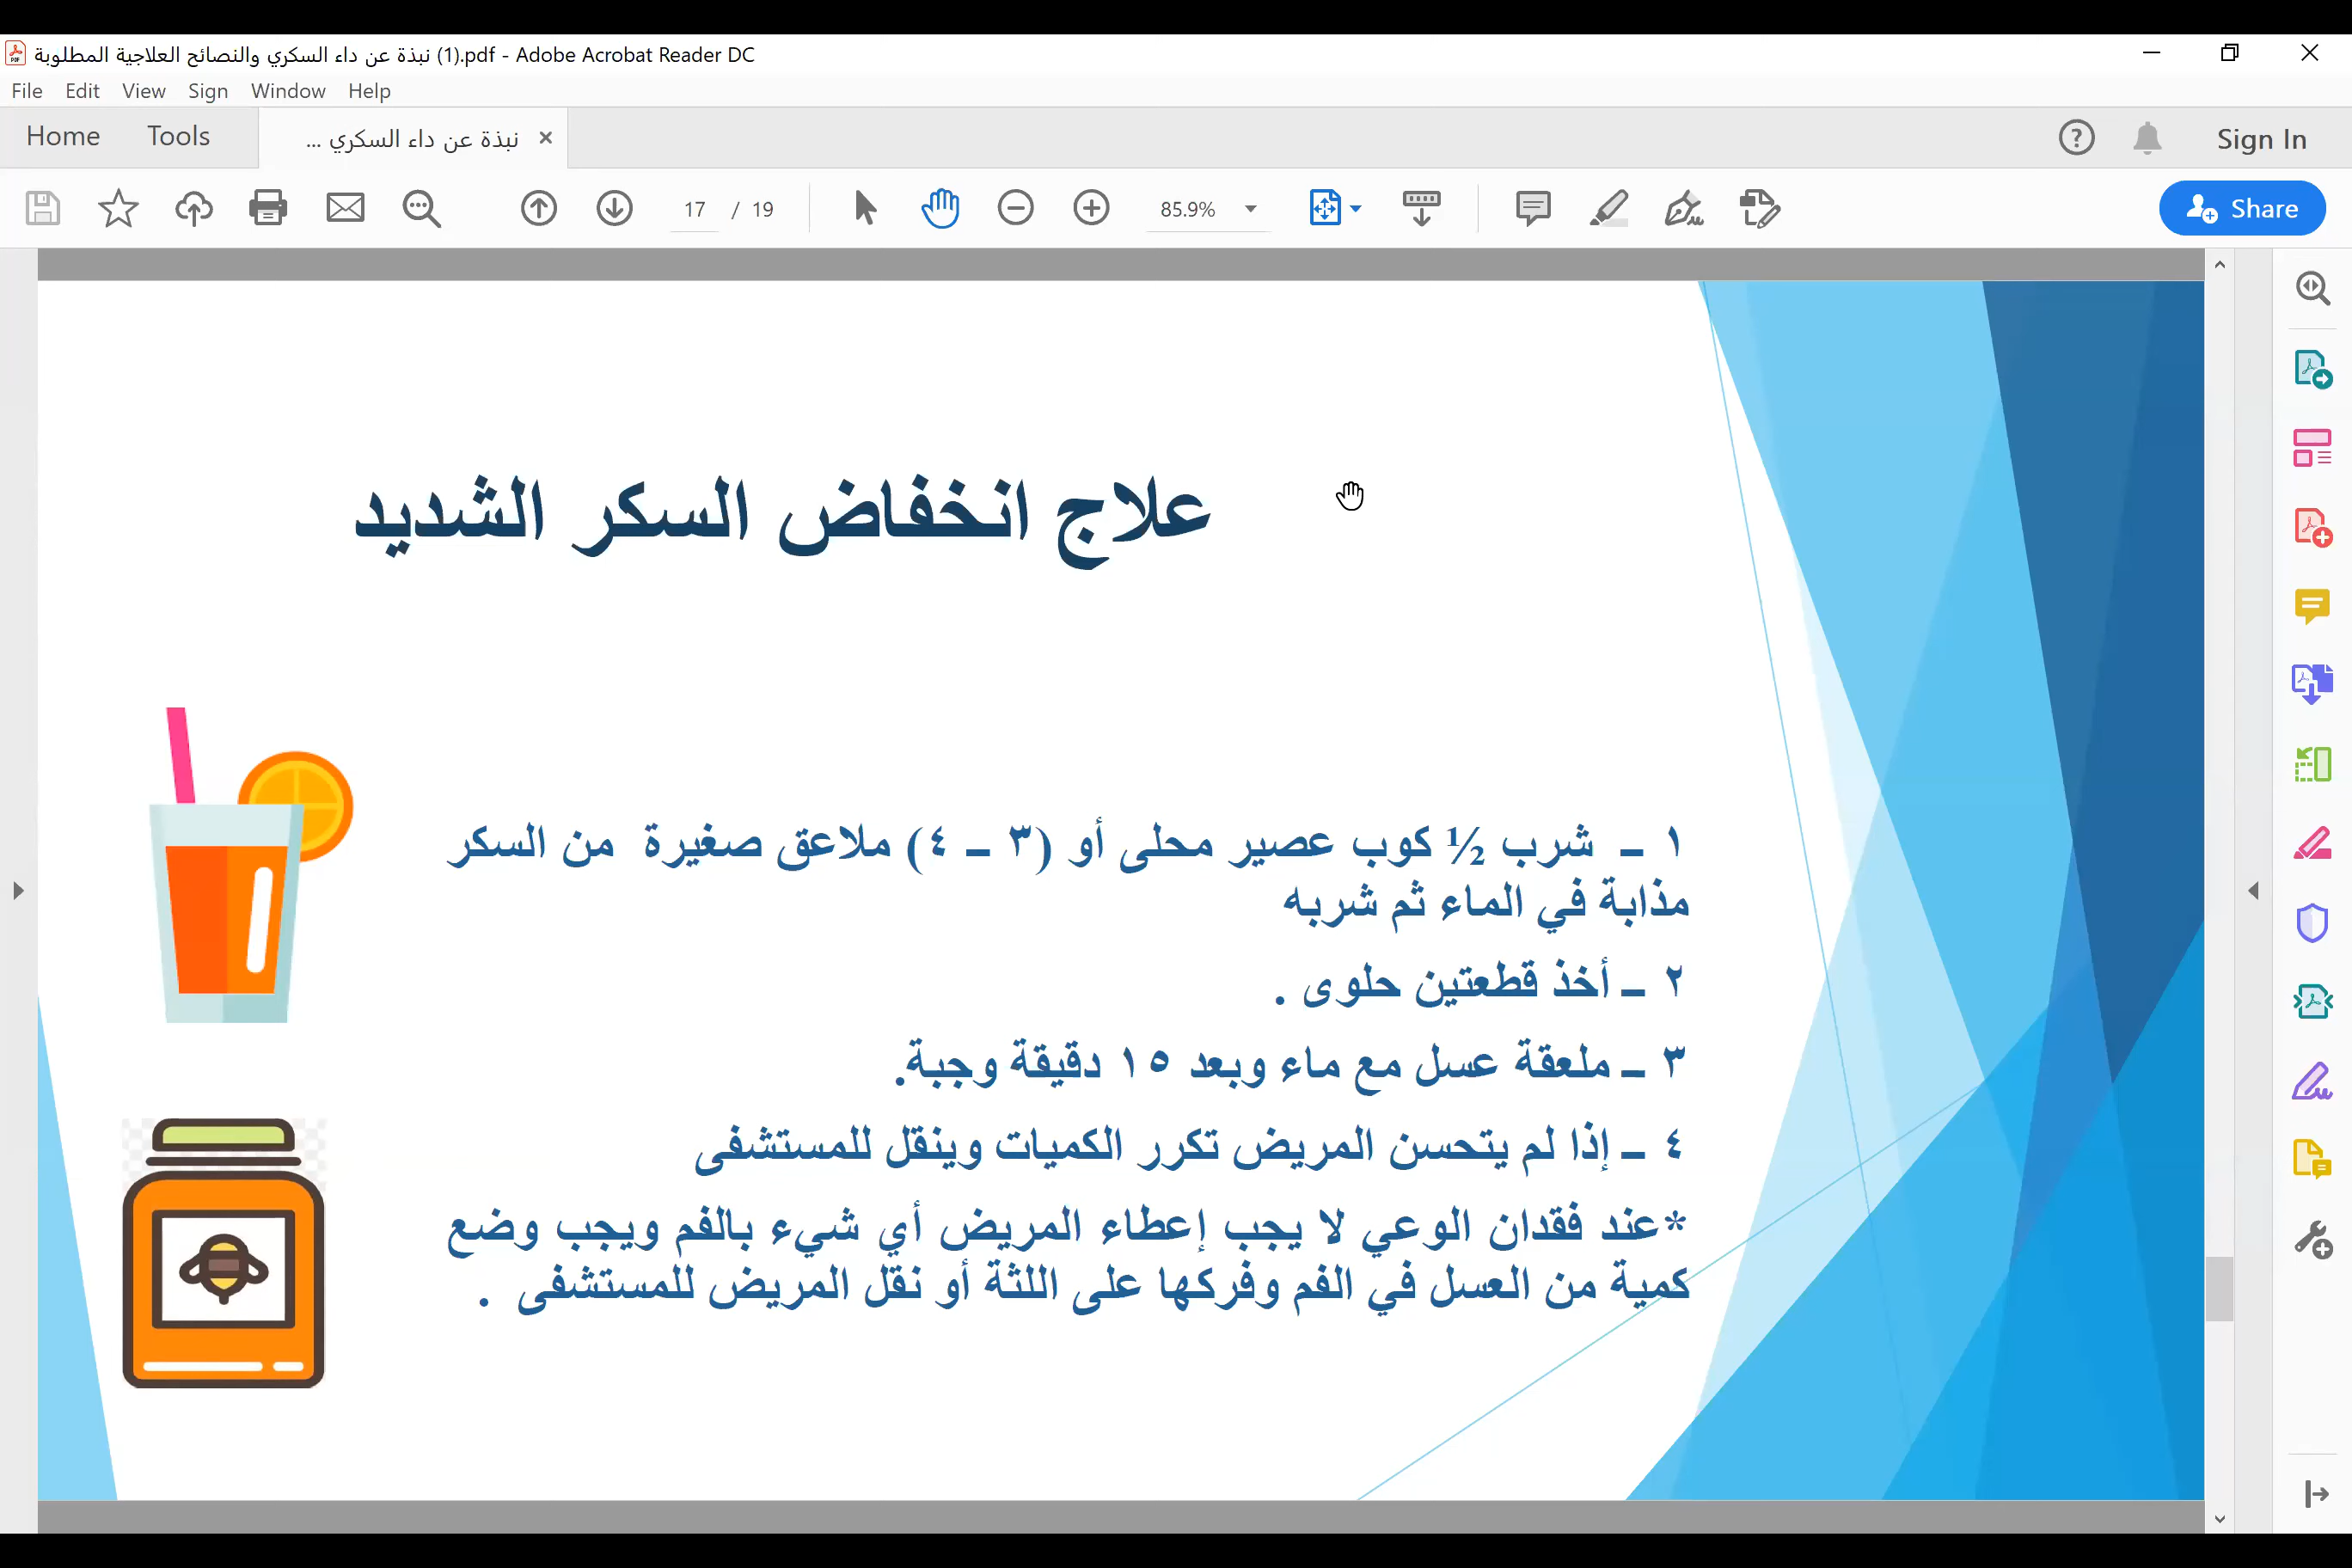 نبذة عن داء السكري والنصائح العلاجية المطلوبة (1).pdf - Adobe Acrobat Reader DC
File Edit View Sign Window Help
Home Tools نبذة عن داء السكري ... Sign In
17 / 19 85.9% Share
علاج انخفاض السكر الشديد
١ – شرب ½ كوب عصير محلى أو (٣ – ٤) ملاعق صغيرة من السكر
مذابة في الماء ثم شربه
٢ – أخذ قطعتين حلوى .
٣ – ملعقة عسل مع ماء وبعد ١٥ دقيقة وجبة.
٤ – إذا لم يتحسن المريض تكرر الكميات وينقل للمستشفى
*عند فقدان الوعي لا يجب إعطاء المريض أي شيء بالفم ويجب وضع
كمية من العسل في الفم وفركها على اللثة أو نقل المريض للمستشفى .